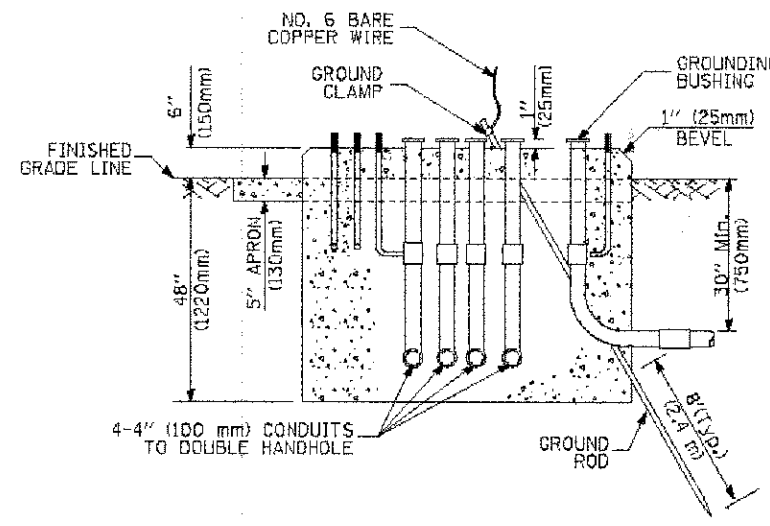 NO. 6 BARE
COPPER WIRE
GROUND
CLAMP
GROUNDING
BUSHING
6"
(150mm)
1"
(25mm)
1" (25mm)
BEVEL
FINISHED
GRADE LINE
48"
(1220mm)
5" APRON
(130mm)
30" Min.
(750mm)
4-4" (100 mm) CONDUITS
TO DOUBLE HANDHOLE
GROUND
ROD
8'(Typ.)
(2.4 m)